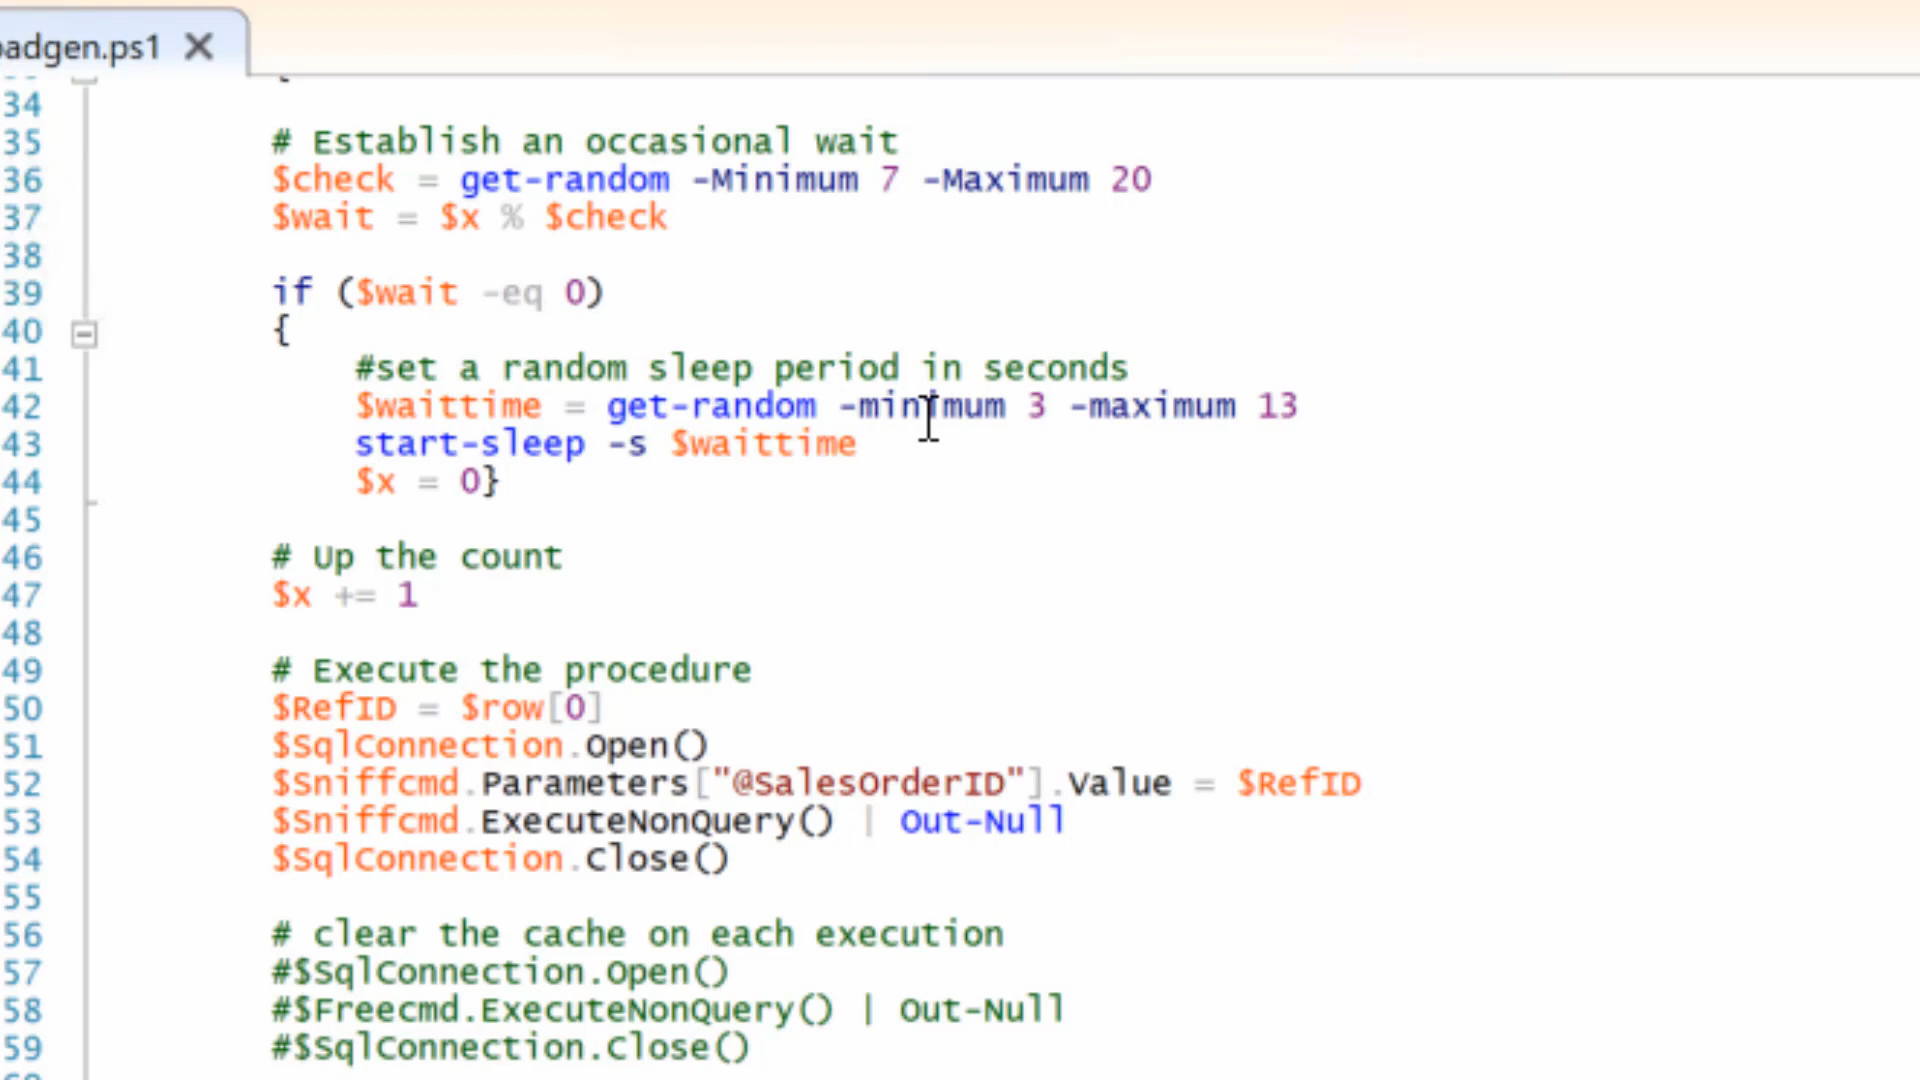 adgen.ps1
34
35 # Establish an occasional wait
36 $check = get-random -Minimum 7 -Maximum 20
37 $wait = $x % $check
38
39 if ($wait -eq 0)
40 {
41 #set a random sleep period in seconds
42 $waittime = get-random -minimum 3 -maximum 13
43 start-sleep -s $waittime
44 $x = 0}
45
46 # Up the count
47 $x += 1
48
49 # Execute the procedure
50 $RefID = $row[0]
51 $SqlConnection.Open()
52 $Sniffcmd.Parameters["@SalesOrderID"].Value = $RefID
53 $Sniffcmd.ExecuteNonQuery() | Out-Null
54 $SqlConnection.Close()
55
56 # clear the cache on each execution
57 #$SqlConnection.Open()
58 #$Freecmd.ExecuteNonQuery() | Out-Null
59 #$SqlConnection.Close()